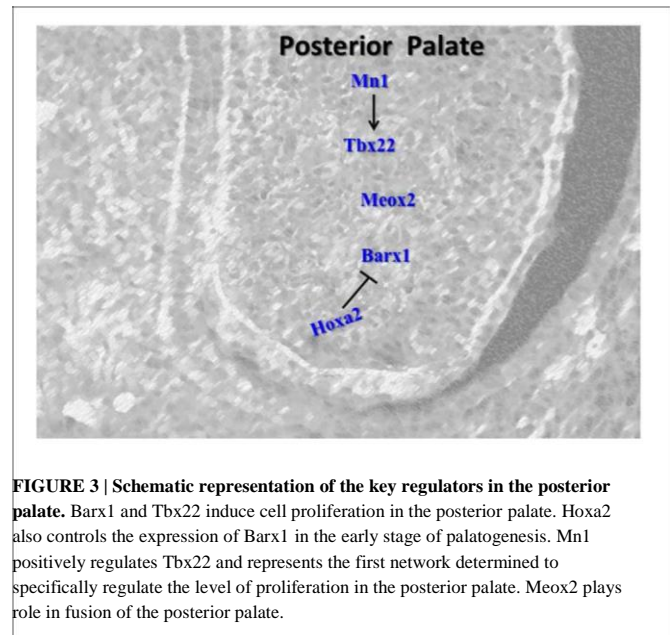 Posterior Palate
Mn1
Tbx22
Meox2
Barx1
Hoxa2
FIGURE 3 | Schematic representation of the key regulators in the posterior
palate. Barx1 and Tbx22 induce cell proliferation in the posterior palate. Hoxa2
also controls the expression of Barx1 in the early stage of palatogenesis. Mn1
positively regulates Tbx22 and represents the first network determined to
specifically regulate the level of proliferation in the posterior palate. Meox2 plays
role in fusion of the posterior palate.